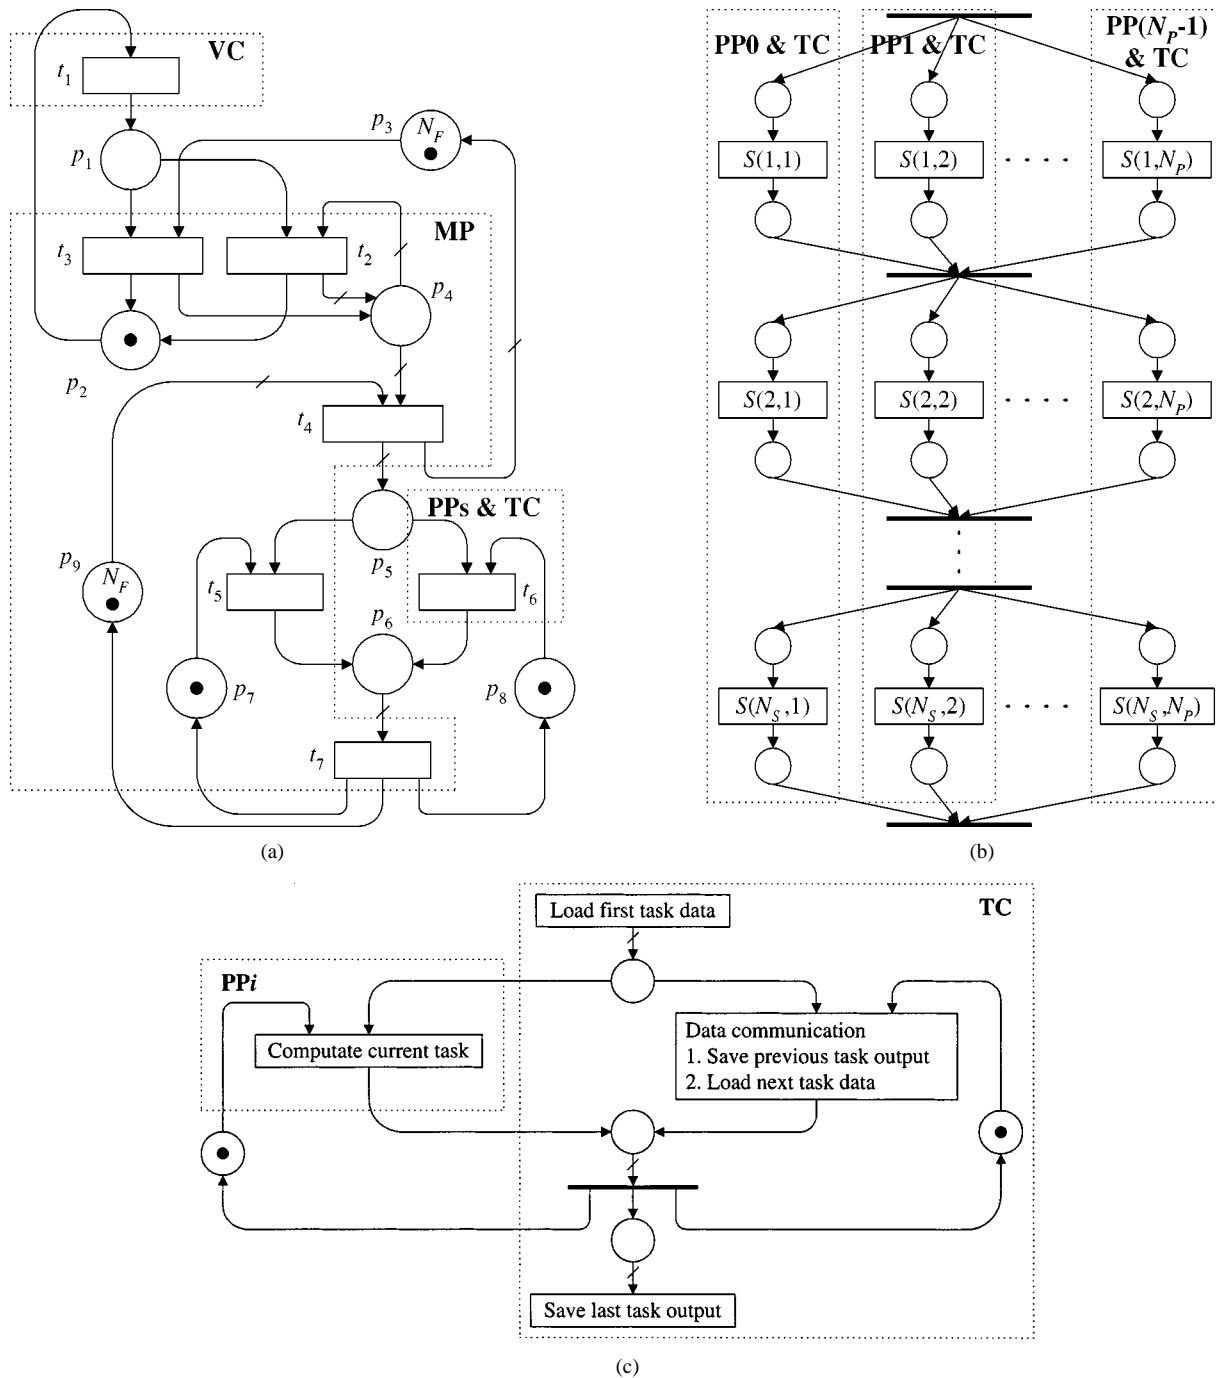 VC
t1
p1
p3
NF
MP
t3
t2
p4
p2
t4
PPs & TC
p9
NF
p5
t5
t6
p6
p7
p8
t7
(a)
PP0 & TC
PP1 & TC
PP(NP-1)
& TC
S(1,1)
S(1,2)
. . . .
S(1,NP)
S(2,1)
S(2,2)
. . . .
S(2,NP)
S(NS,1)
S(NS,2)
. . . .
S(NS,NP)
(b)
TC
Load first task data
PPi
Computate current task
Data communication
1. Save previous task output
2. Load next task data
Save last task output
(c)